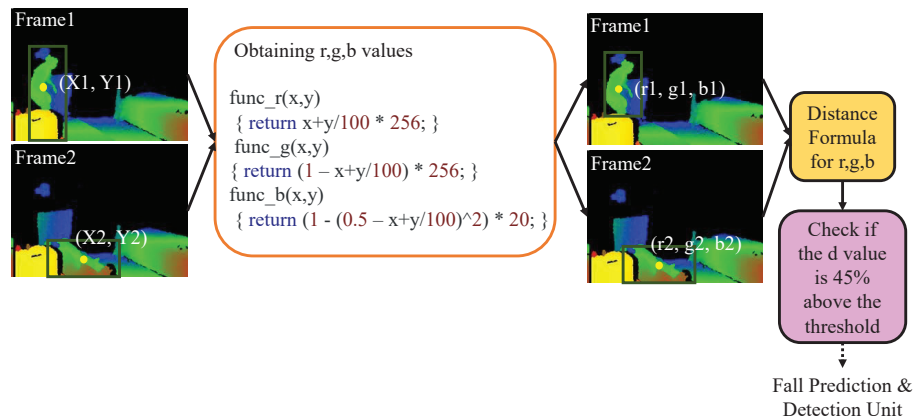 Frame1
(X1, Y1)
Frame2
(X2, Y2)
Obtaining r,g,b values
func_r(x,y)
{ return x+y/100 * 256; }
func_g(x,y)
{ return (1 – x+y/100) * 256; }
func_b(x,y)
{ return (1 - (0.5 – x+y/100)^2) * 20; }
Frame1
(r1, g1, b1)
Frame2
(r2, g2, b2)
Distance
Formula
for r,g,b
Check if
the d value
is 45%
above the
threshold
Fall Prediction &
Detection Unit